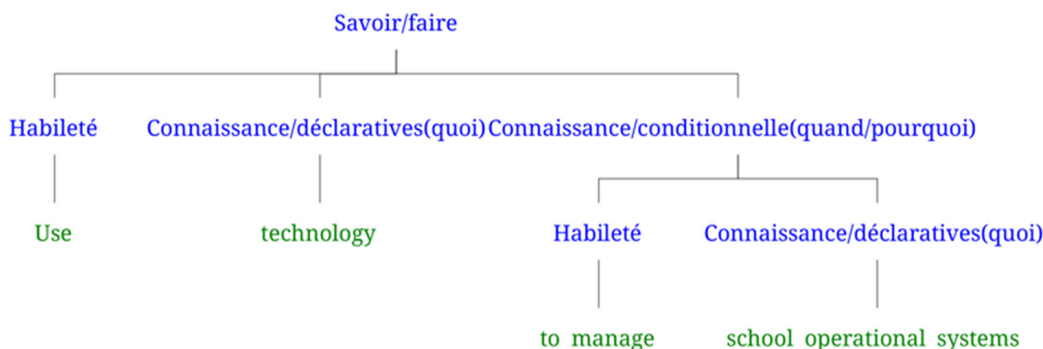 Savoir/faire
Habileté Connaissance/déclaratives(quoi) Connaissance/conditionnelle(quand/pourquoi)
Use technology Habileté Connaissance/déclaratives(quoi)
to manage school operational systems